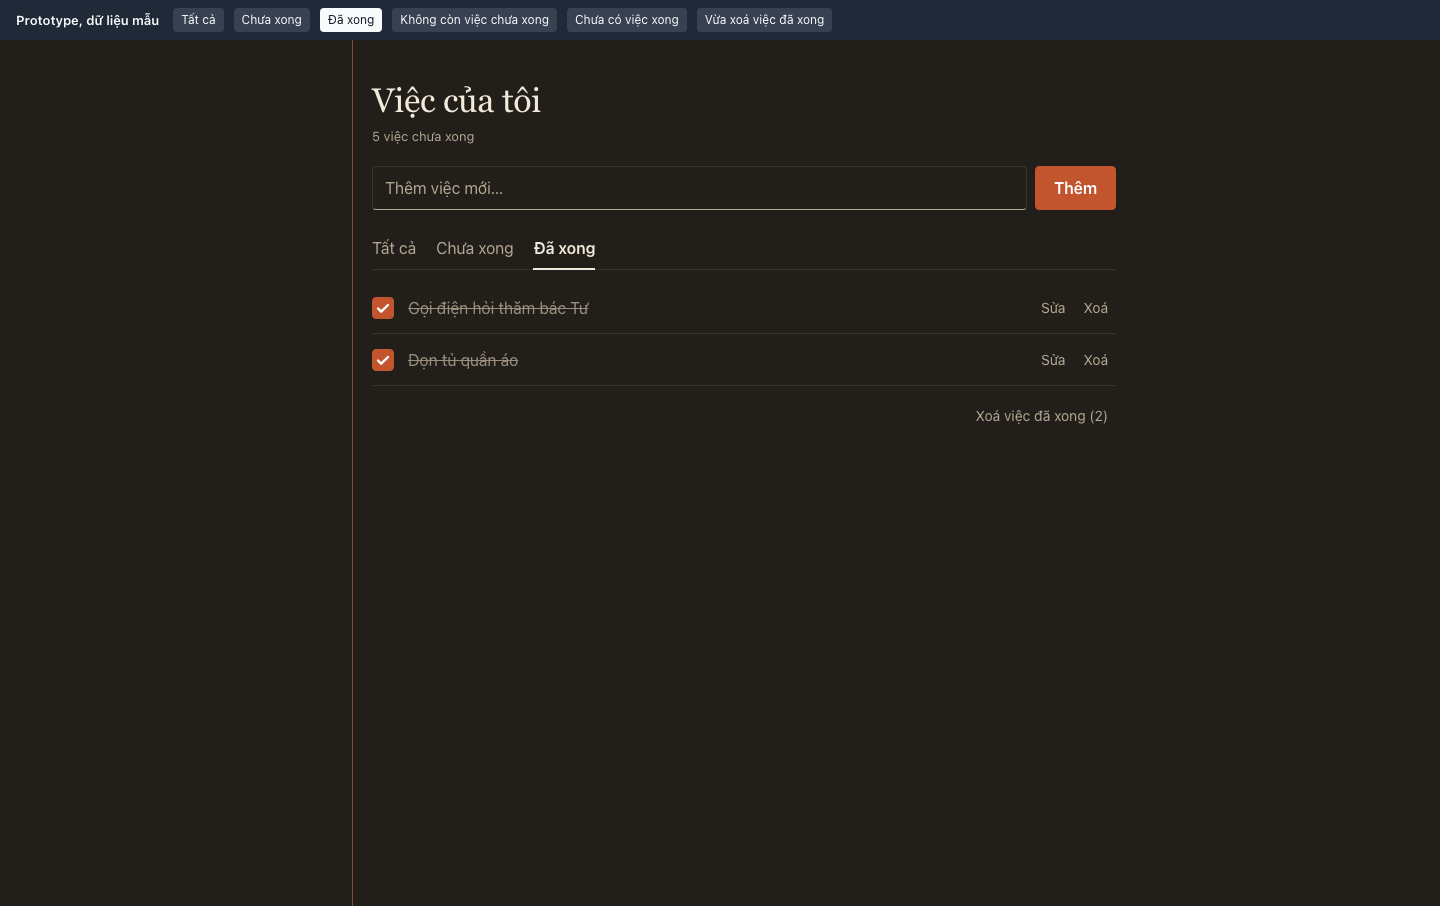 Prototype, dữ liệu mẫu Tất cả Chưa xong Đã xong Không còn việc chưa xong Chưa có việc xong Vừa xoá việc đã xong
Việc của tôi
5 việc chưa xong
Thêm việc mới... Thêm
Tất cả Chưa xong Đã xong
Gọi điện hỏi thăm bác Tư Sửa Xoá
Dọn tủ quần áo Sửa Xoá
Xoá việc đã xong (2)